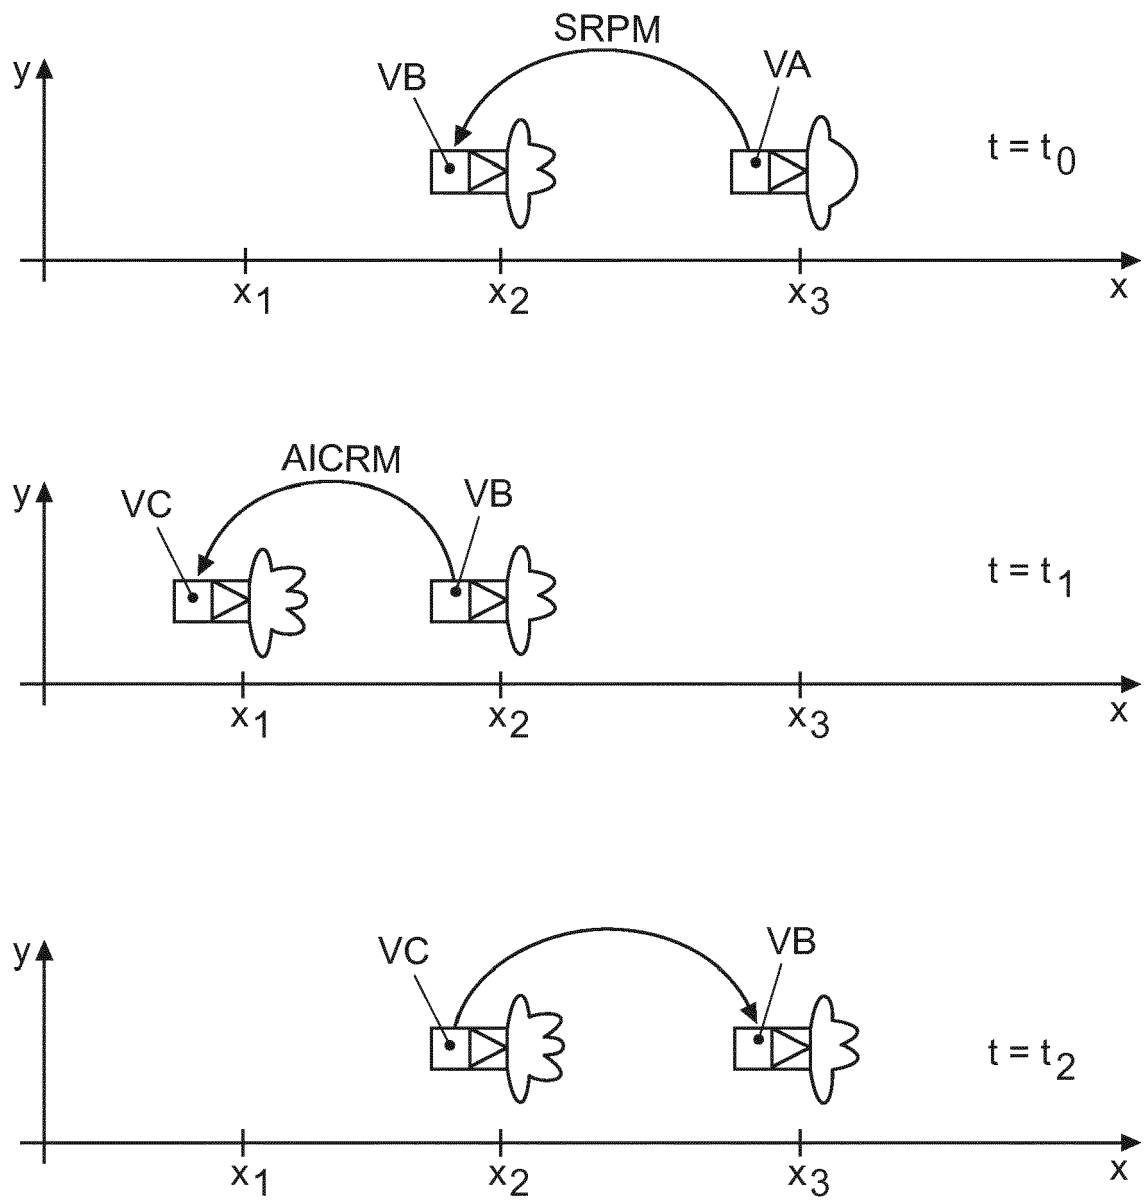 SRPM
y VB VA
t = t0
x1 x2 x3 x
AICRM
y VC VB
t = t1
x1 x2 x3 x
y VC VB
t = t2
x1 x2 x3 x